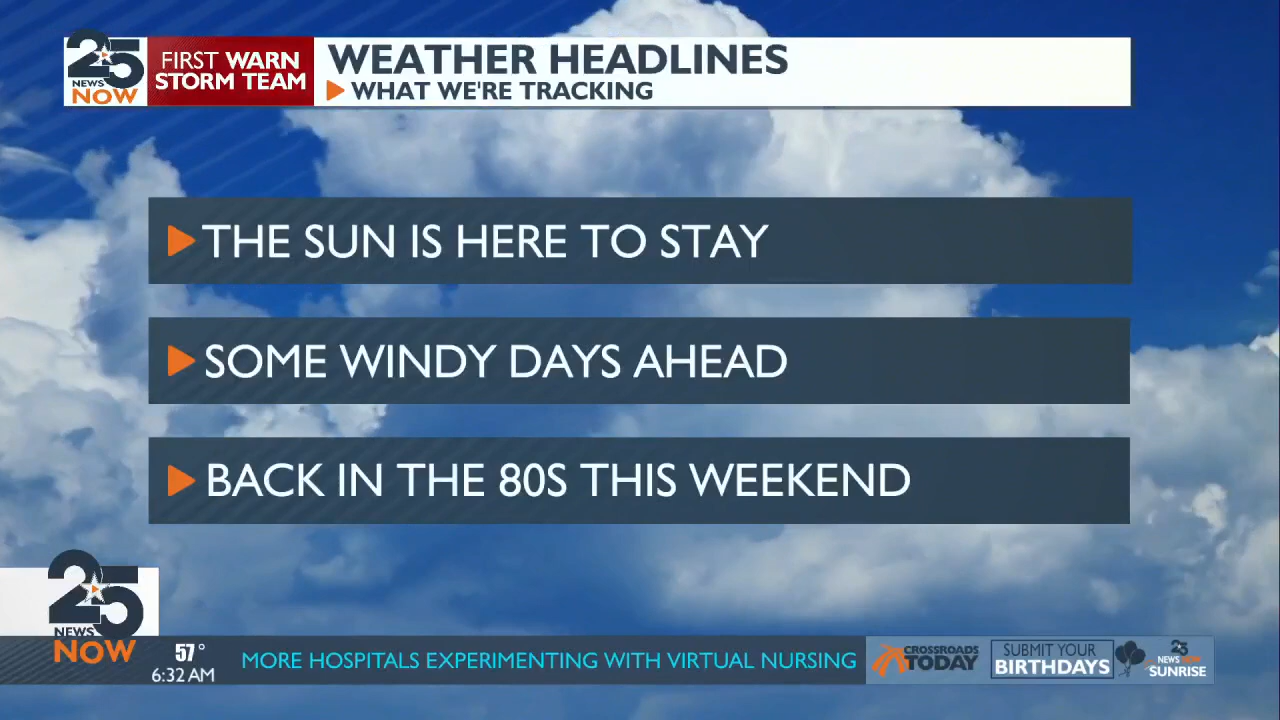 25
NEWS
NOW
FIRST WARN
STORM TEAM
WEATHER HEADLINES
WHAT WE'RE TRACKING
THE SUN IS HERE TO STAY
SOME WINDY DAYS AHEAD
BACK IN THE 80S THIS WEEKEND
25
NEWS
NOW
57°
6:32 AM
MORE HOSPITALS EXPERIMENTING WITH VIRTUAL NURSING
CROSSROADS
TODAY
SUBMIT YOUR
BIRTHDAYS
25
NEWS NOW
SUNRISE